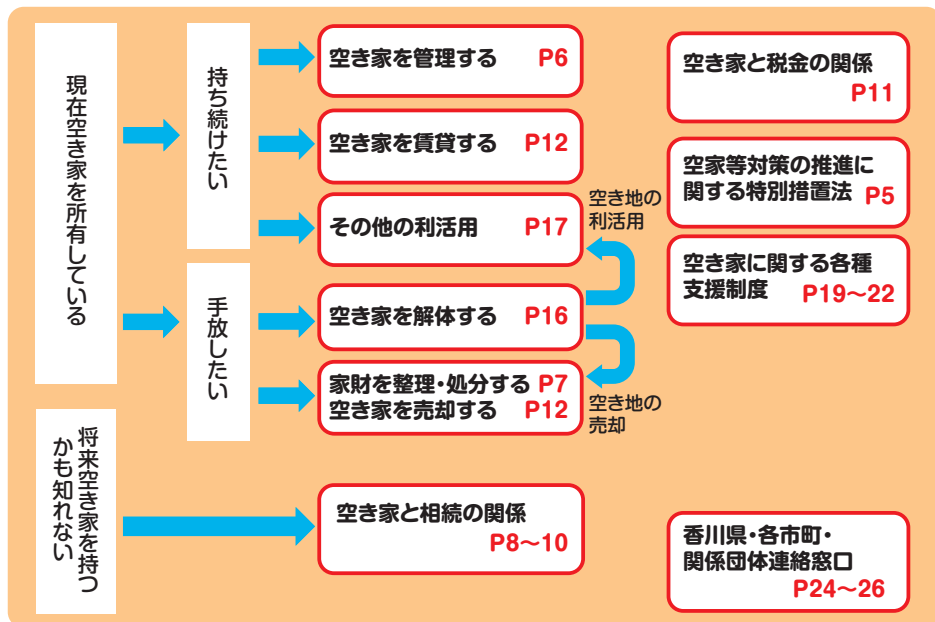 現在空き家を所有している
持ち続けたい
空き家を管理する P6
空き家を賃貸する P12
その他の利活用 P17
空き地の
利活用
手放したい
空き家を解体する P16
家財を整理・処分する P7
空き家を売却する P12
空き地の
売却
将来空き家を持つ
かも知れない
空き家と相続の関係
P8〜10
空き家と税金の関係
P11
空家等対策の推進に
関する特別措置法 P5
空き家に関する各種
支援制度 P19〜22
香川県・各市町・
関係団体連絡窓口
P24〜26